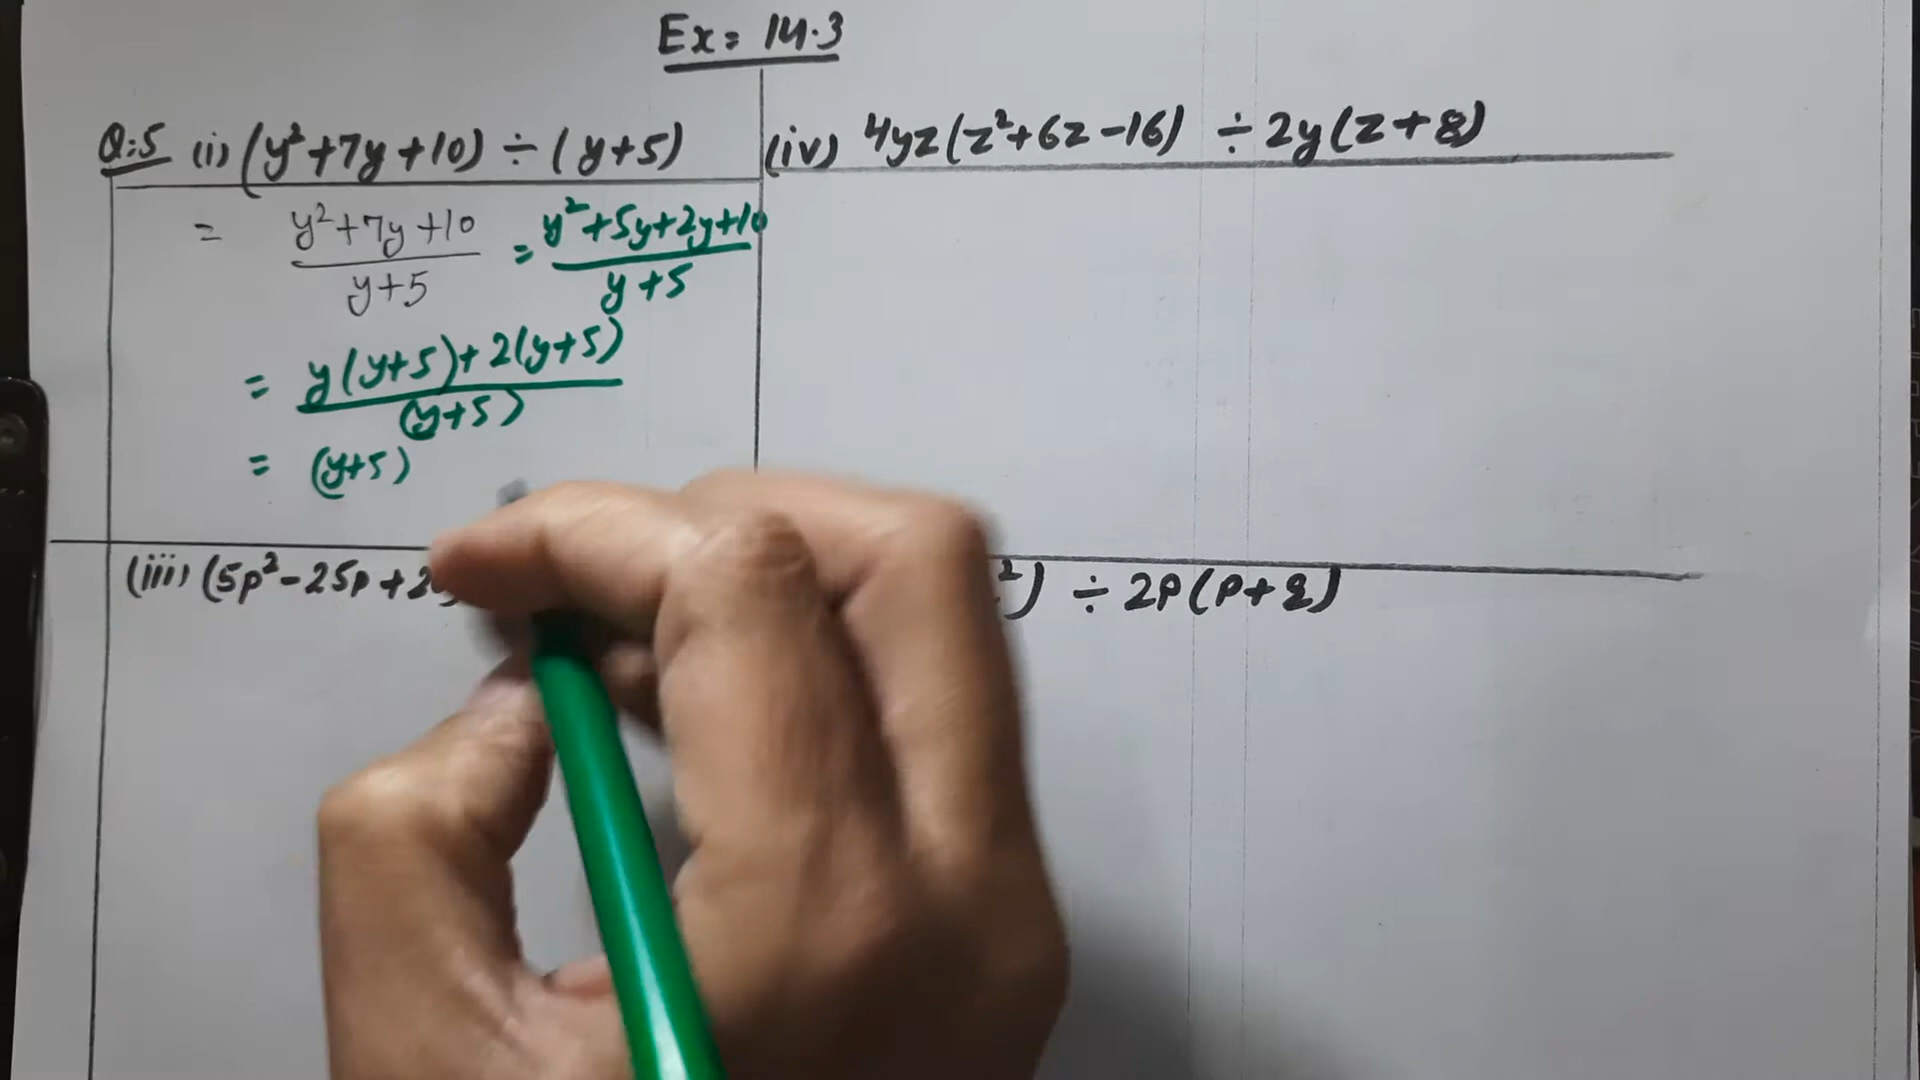 Ex= 14.3
Q:5 (i) (y²+7y+10) ÷ (y+5)
= y²+7y+10 / y+5 = y²+5y+2y+10 / y+5
= y(y+5)+2(y+5) / (y+5)
= (y+5)
(iv) 4yz(z²+6z-16) ÷ 2y(z+8)
(iii) (5p²-25p+2
²) ÷ 2p(p+q)